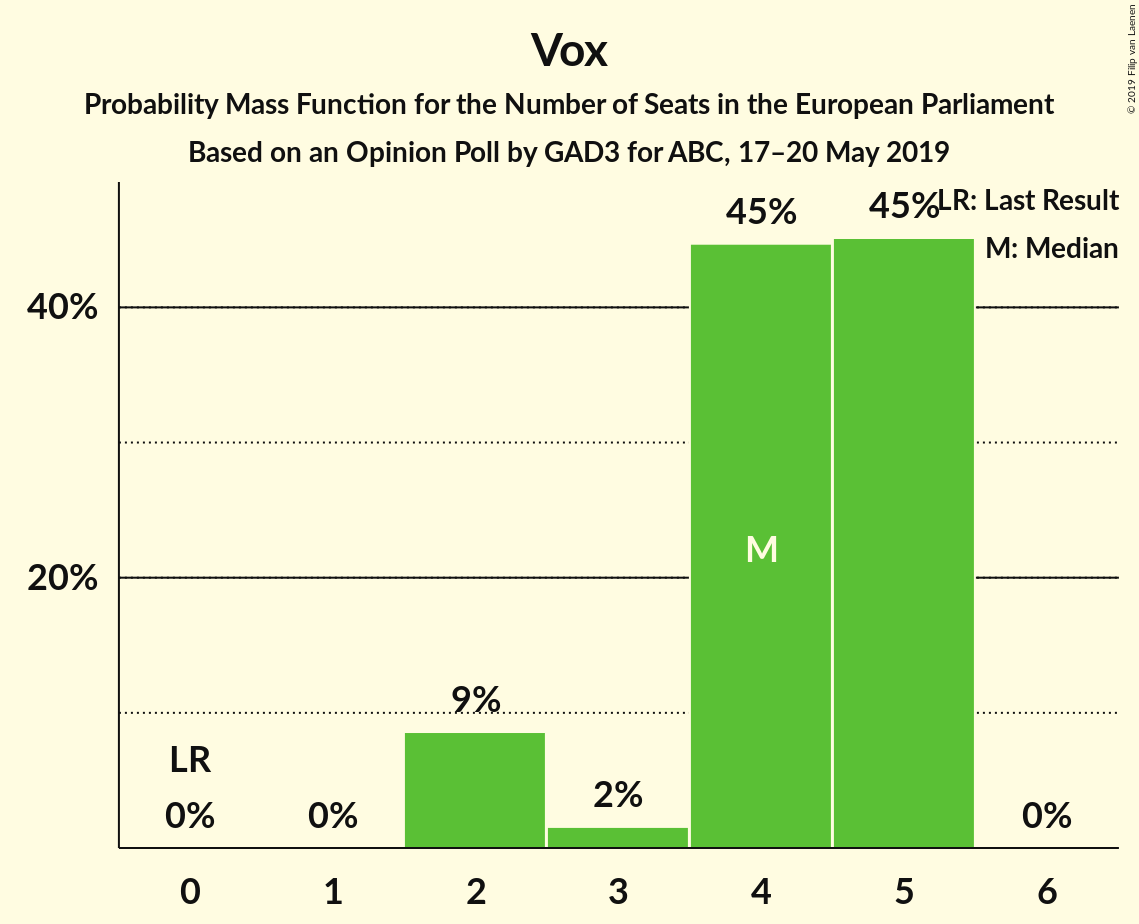 Vox
Probability Mass Function for the Number of Seats in the European Parliament
Based on an Opinion Poll by GAD3 for ABC, 17–20 May 2019
© 2019 Filip van Laenen
LR: Last Result
M: Median
45%
45%
40%
M
20%
9%
LR
2%
0%
0%
0%
0
1
2
3
4
5
6